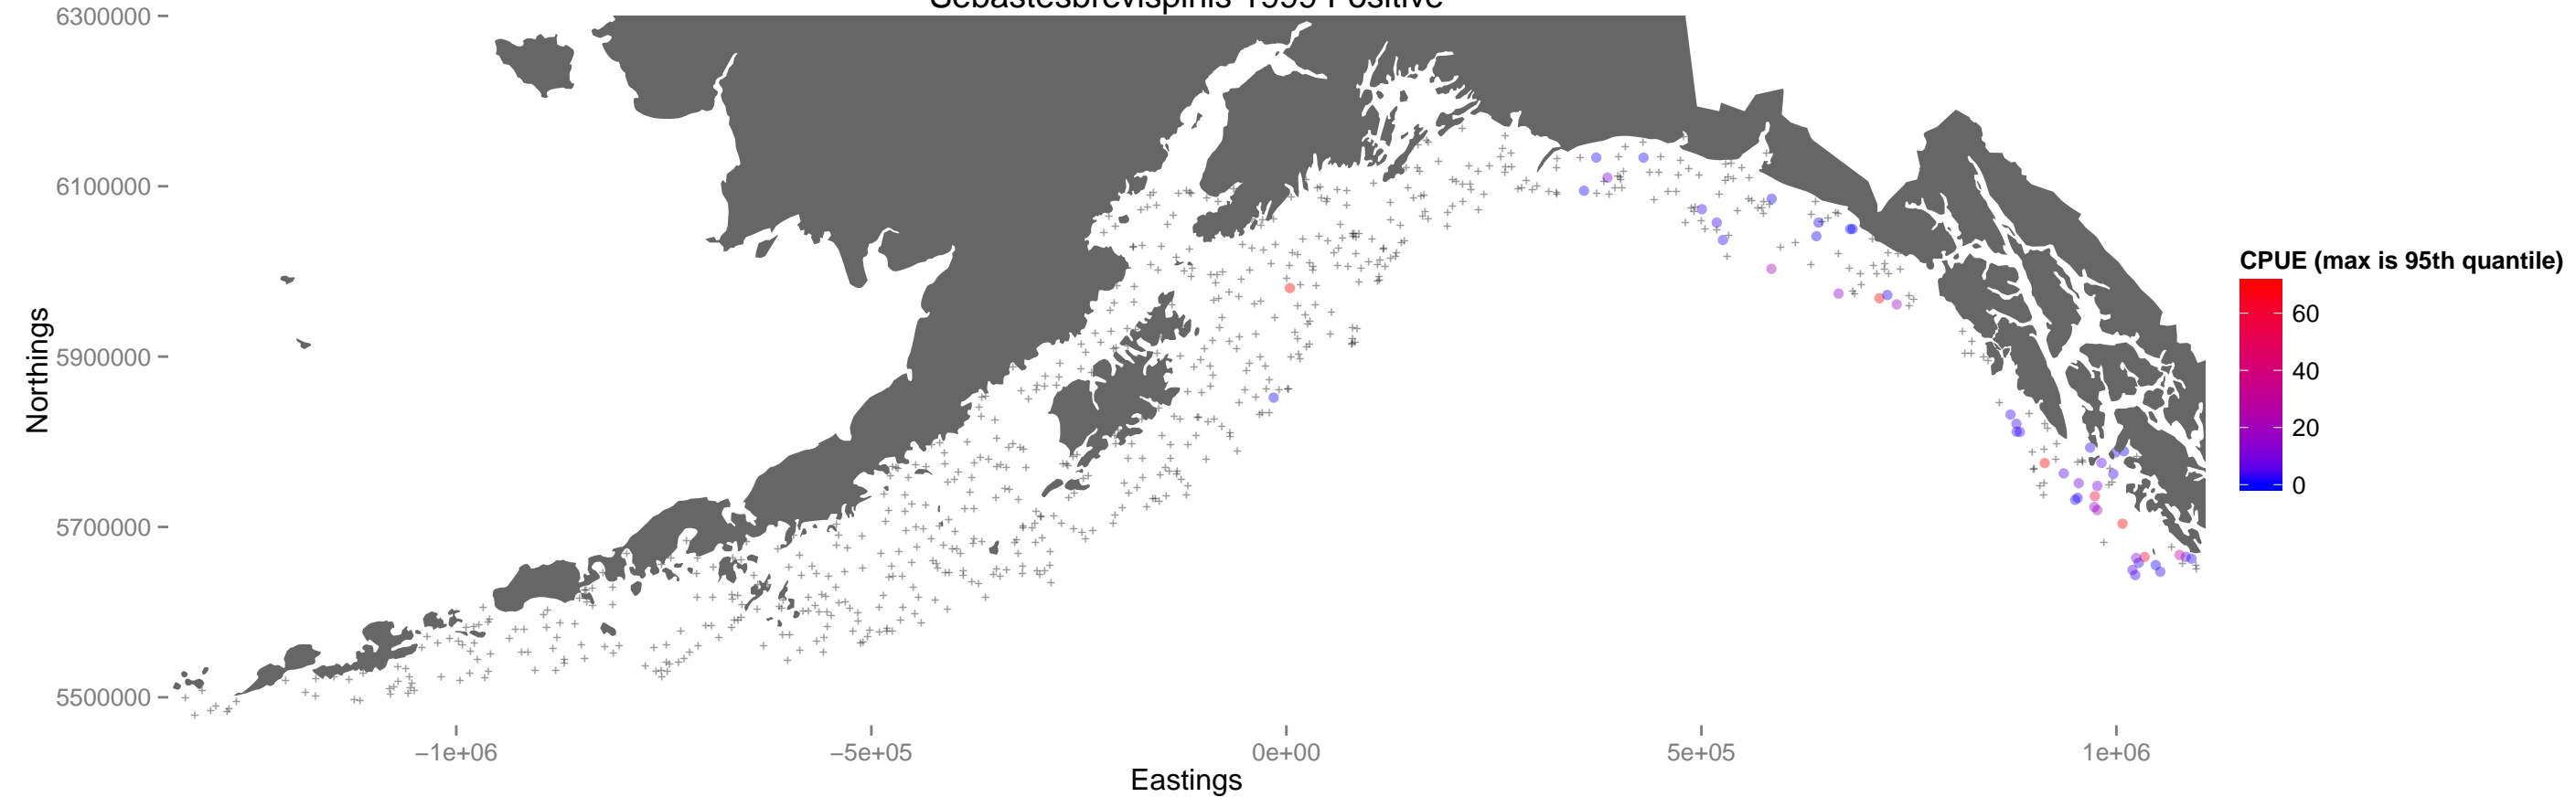 Sebastesbrevispinis 1999 Positive
6300000
6100000
5900000
5700000
5500000
Northings
−1e+06
−5e+05
0e+00
5e+05
1e+06
Eastings
CPUE (max is 95th quantile)
60
40
20
0